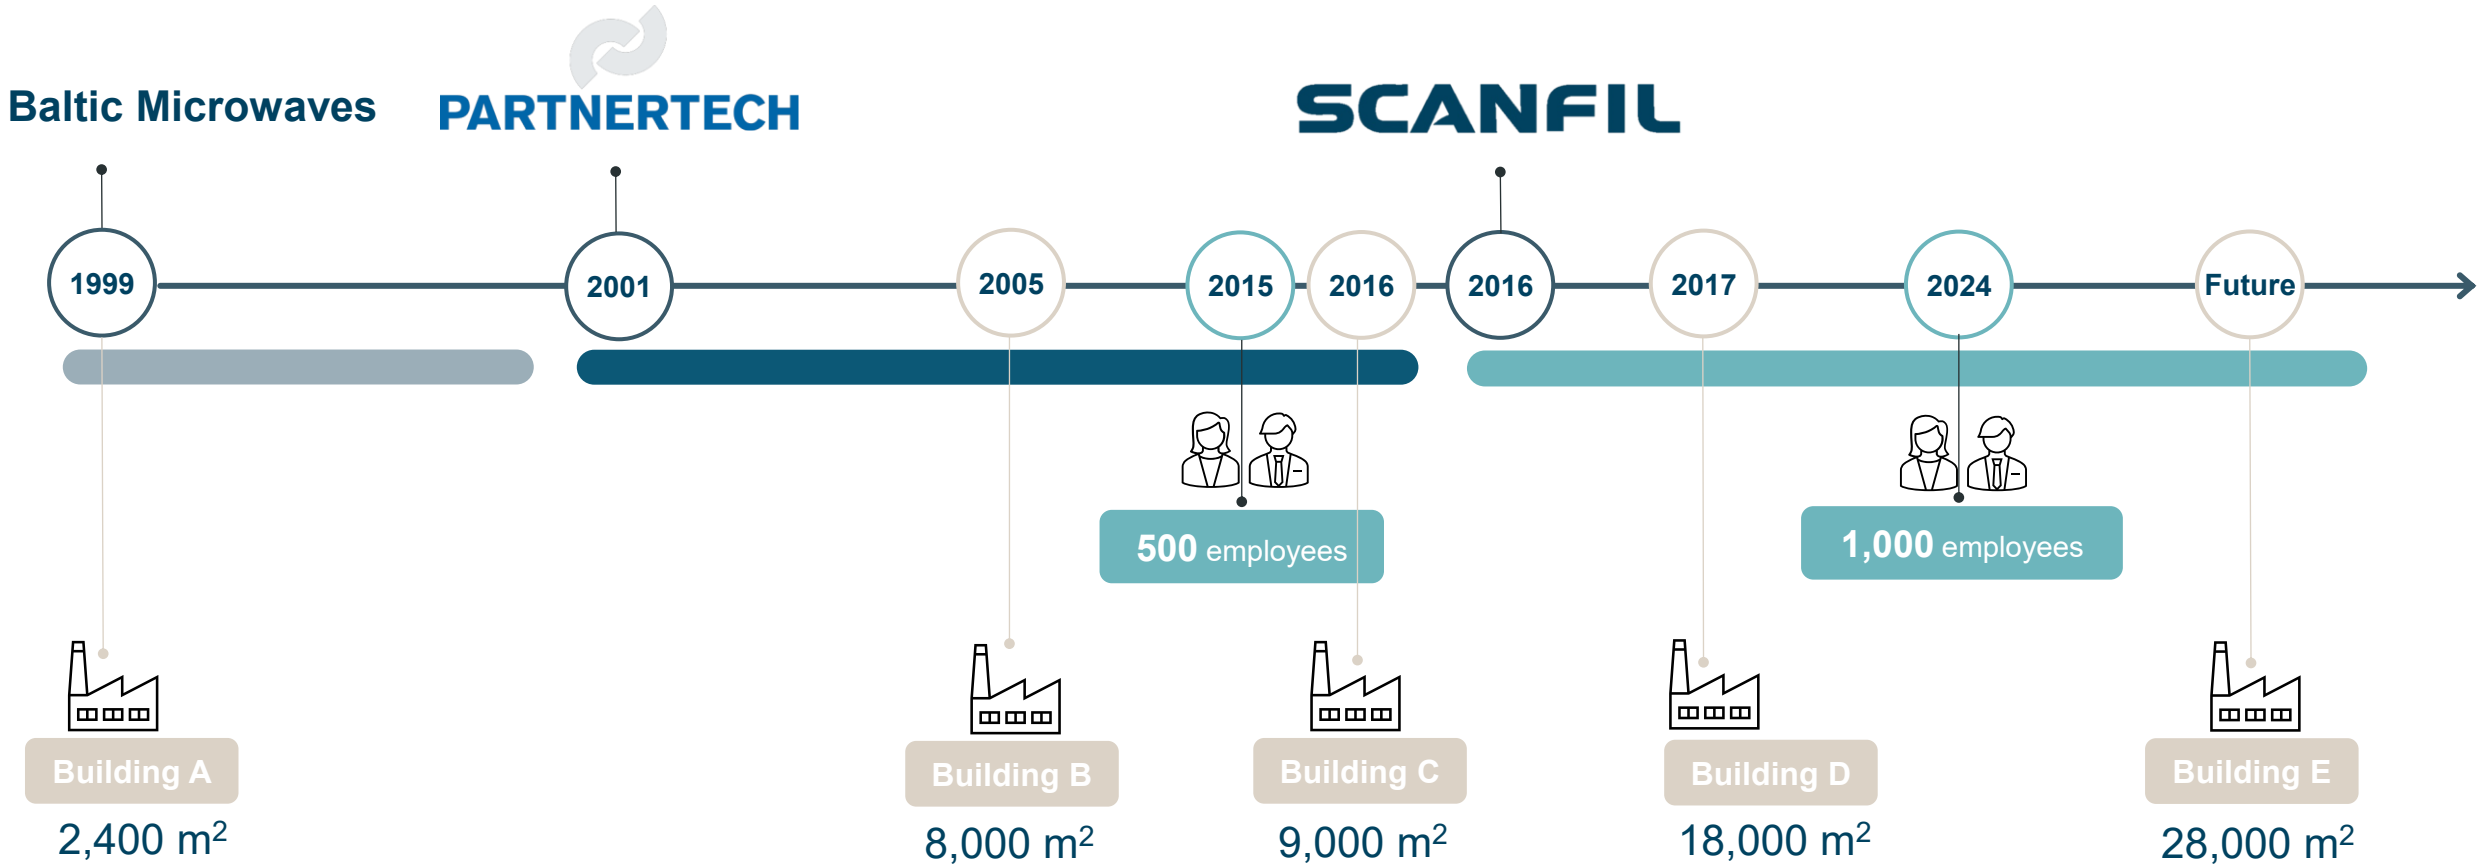 Baltic Microwaves
PARTNERTECH
SCANFIL
1999
2001
2005
2015
2016
2016
2017
2024
Future
500 employees
1,000 employees
Building A
2,400 m²
Building B
8,000 m²
Building C
9,000 m²
Building D
18,000 m²
Building E
28,000 m²